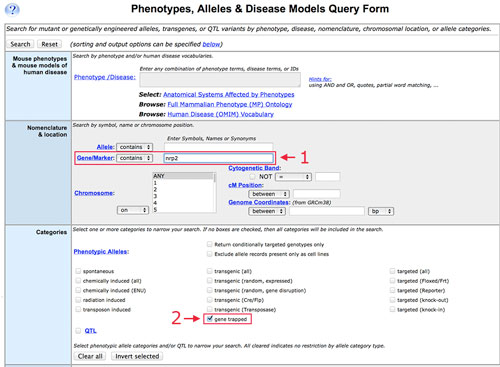 ?
Phenotypes, Alleles & Disease Models Query Form
Search for mutant or genetically engineered alleles, transgenes, or QTL variants by phenotype, disease, nomenclature, chromosomal location, or allele categories.
Search Reset (sorting and output options can be specified below)
Mouse phenotypes & mouse models of human disease
Search by phenotype and/or human disease vocabularies.
Enter any combination of phenotype terms, disease terms, or IDs
Phenotype /Disease:
Hints for:
using AND and OR, quotes, partial word matching, ...
Select: Anatomical Systems Affected by Phenotypes
Browse: Full Mammalian Phenotype (MP) Ontology
Browse: Human Disease (OMIM) Vocabulary
Nomenclature & location
Search by symbol, name or chromosome position.
Enter Symbols, Names or Synonyms
Allele: contains
Gene/Marker: contains nrp2
1
Chromosome: on
ANY
1
2
3
4
5
Cytogenetic Band:
NOT =
cM Position:
between
Genome Coordinates: (from GRCm38)
between bp
Categories
Select one or more categories to narrow your search. If no boxes are checked, then all categories will be included in the search.
Phenotypic Alleles:
Return conditionally targeted genotypes only
Exclude allele records present only as cell lines
spontaneous transgenic (all) targeted (all)
chemically induced (all) transgenic (random, expressed) targeted (Floxed/Frt)
chemically induced (ENU) transgenic (random, gene disruption) targeted (Reporter)
radiation induced transgenic (Cre/Flp) targeted (knock-out)
transposon induced transgenic (Transposase) targeted (knock-in)
2 gene trapped
QTL
Select phenotypic allele categories and/or QTL to narrow your search. All cleared indicates no restriction by allele category type.
Clear all Invert selected